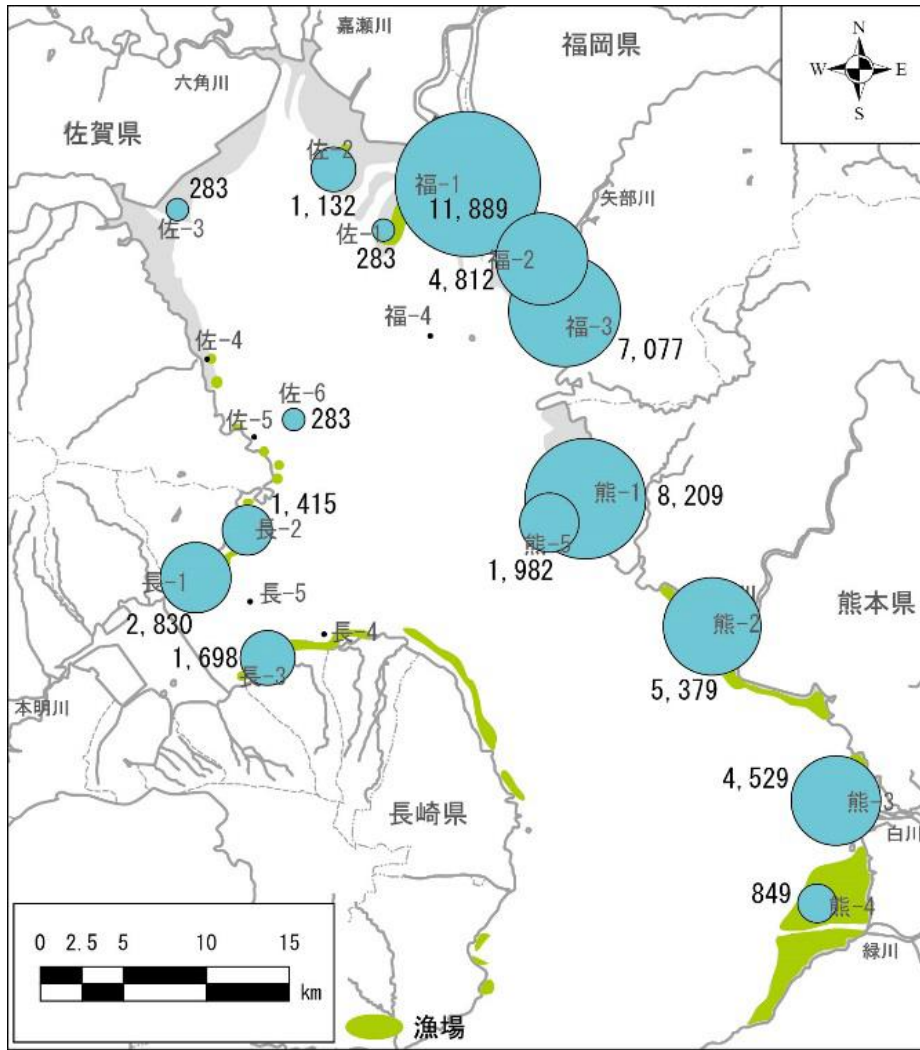 嘉瀬川
福岡県
N
W E
S
六角川
佐賀県
佐-2
福-1
矢部川
283
1,132
11,889
佐-3
佐-1
283
福-2
4,812
福-4
福-3
7,077
佐-4
佐-6
283
佐-5
1,415
長-2
熊-1
8,209
熊-5
1,982
長-1
2,830
長-5
川
熊本県
熊-2
長-4
1,698
長-3
5,379
本明川
4,529
熊-3
長崎県
白川
849
熊-4
緑川
0 2.5 5 10 15
km
漁場